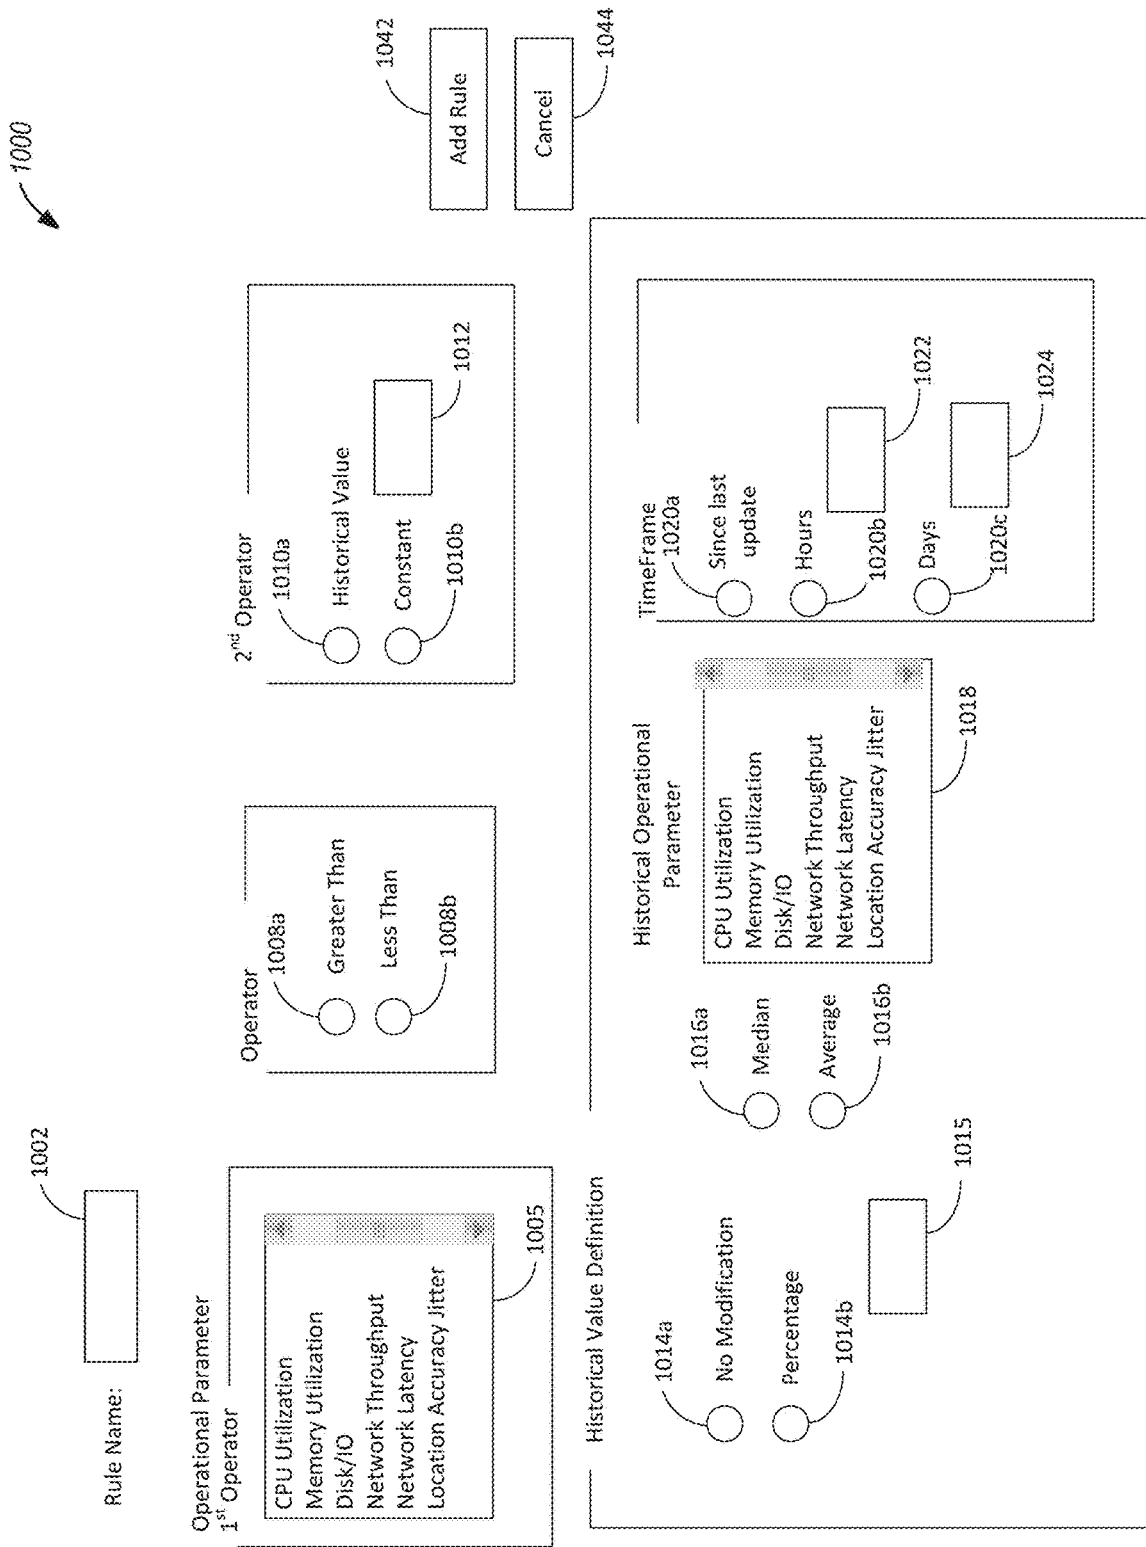 1000
Rule Name:
1002
Operational Parameter
1st Operator
CPU Utilization
Memory Utilization
Disk/IO
Network Throughput
Network Latency
Location Accuracy Jitter
1005
Operator
1008a
Greater Than
Less Than
1008b
2nd Operator
1010a
Historical Value
Constant
1010b
1012
Add Rule
1042
Cancel
1044
Historical Value Definition
1014a
No Modification
Percentage
1014b
1015
1016a
Median
Average
1016b
Historical Operational
Parameter
CPU Utilization
Memory Utilization
Disk/IO
Network Throughput
Network Latency
Location Accuracy Jitter
1018
TimeFrame
1020a
Since last
update
Hours
1020b
1022
Days
1020c
1024